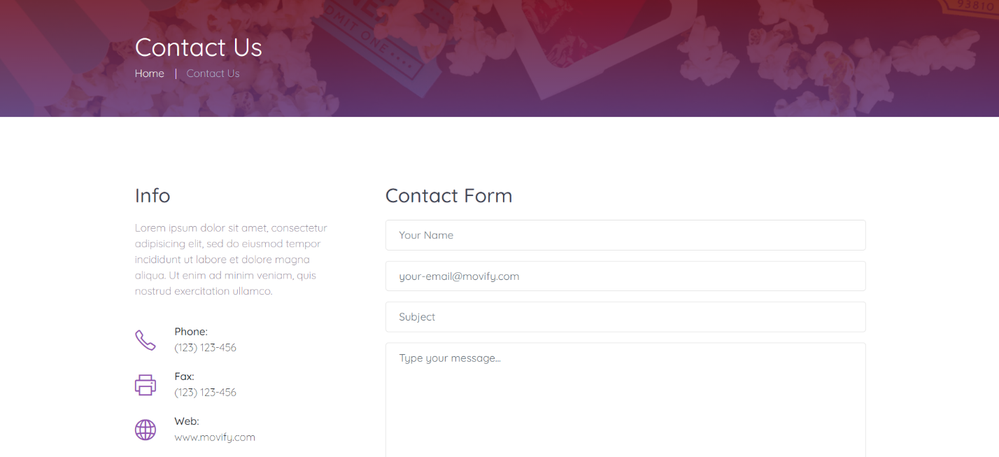 93810
ADMIT ONE
Contact Us
Home | Contact Us
Info
Lorem ipsum dolor sit amet, consectetur
adipisicing elit, sed do eiusmod tempor
incididunt ut labore et dolore magna
aliqua. Ut enim ad minim veniam, quis
nostrud exercitation ullamco.
Phone:
(123) 123-456
Fax:
(123) 123-456
Web:
www.movify.com
Contact Form
Your Name
your-email@movify.com
Subject
Type your message...